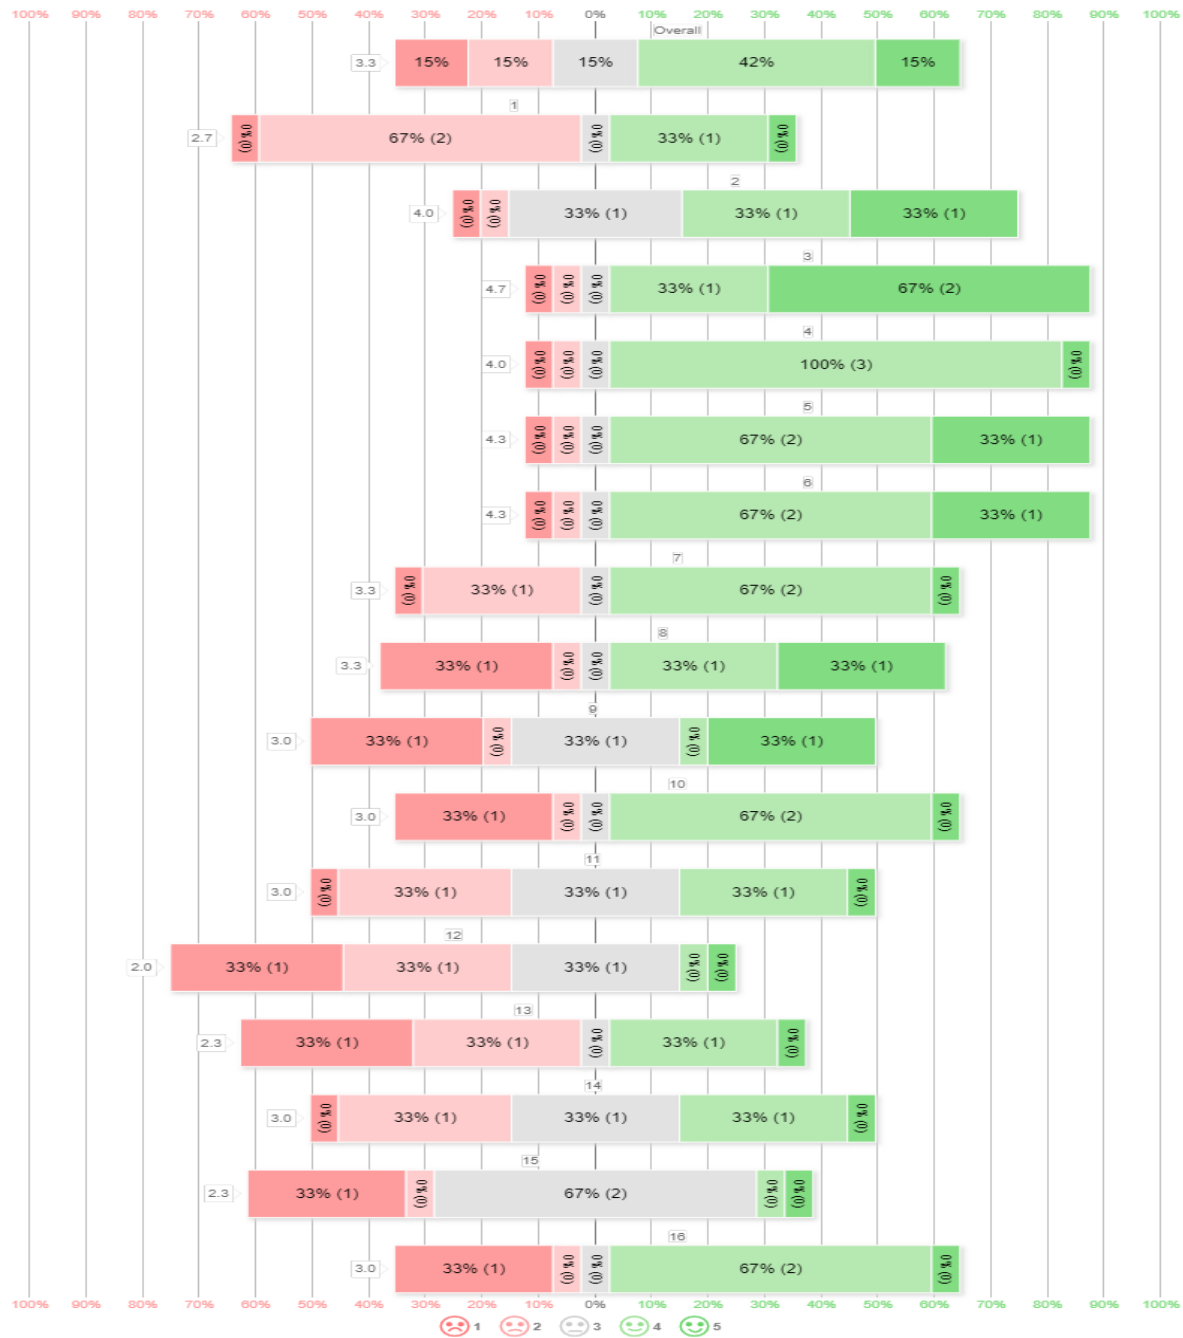 100% 90% 80% 70% 60% 50% 40% 30% 20% 10% 0% 10% 20% 30% 40% 50% 60% 70% 80% 90% 100%
Overall
3.3 15% 15% 15% 42% 15%
1
2.7 0% (0) 67% (2) 0% (0) 33% (1) 0% (0)
2
4.0 0% (0) 0% (0) 33% (1) 33% (1) 33% (1)
3
4.7 0% (0) 0% (0) 0% (0) 33% (1) 67% (2)
4
4.0 0% (0) 0% (0) 0% (0) 100% (3) 0% (0)
5
4.3 0% (0) 0% (0) 0% (0) 67% (2) 33% (1)
6
4.3 0% (0) 0% (0) 0% (0) 67% (2) 33% (1)
7
3.3 0% (0) 33% (1) 0% (0) 67% (2) 0% (0)
8
3.3 33% (1) 0% (0) 0% (0) 33% (1) 33% (1)
9
3.0 33% (1) 0% (0) 33% (1) 0% (0) 33% (1)
10
3.0 33% (1) 0% (0) 0% (0) 67% (2) 0% (0)
11
3.0 0% (0) 33% (1) 33% (1) 33% (1) 0% (0)
12
2.0 33% (1) 33% (1) 33% (1) 0% (0) 0% (0)
13
2.3 33% (1) 33% (1) 0% (0) 33% (1) 0% (0)
14
3.0 0% (0) 33% (1) 33% (1) 33% (1) 0% (0)
15
2.3 33% (1) 0% (0) 67% (2) 0% (0) 0% (0)
16
3.0 33% (1) 0% (0) 0% (0) 67% (2) 0% (0)
100% 90% 80% 70% 60% 50% 40% 30% 20% 10% 0% 10% 20% 30% 40% 50% 60% 70% 80% 90% 100%
1 2 3 4 5